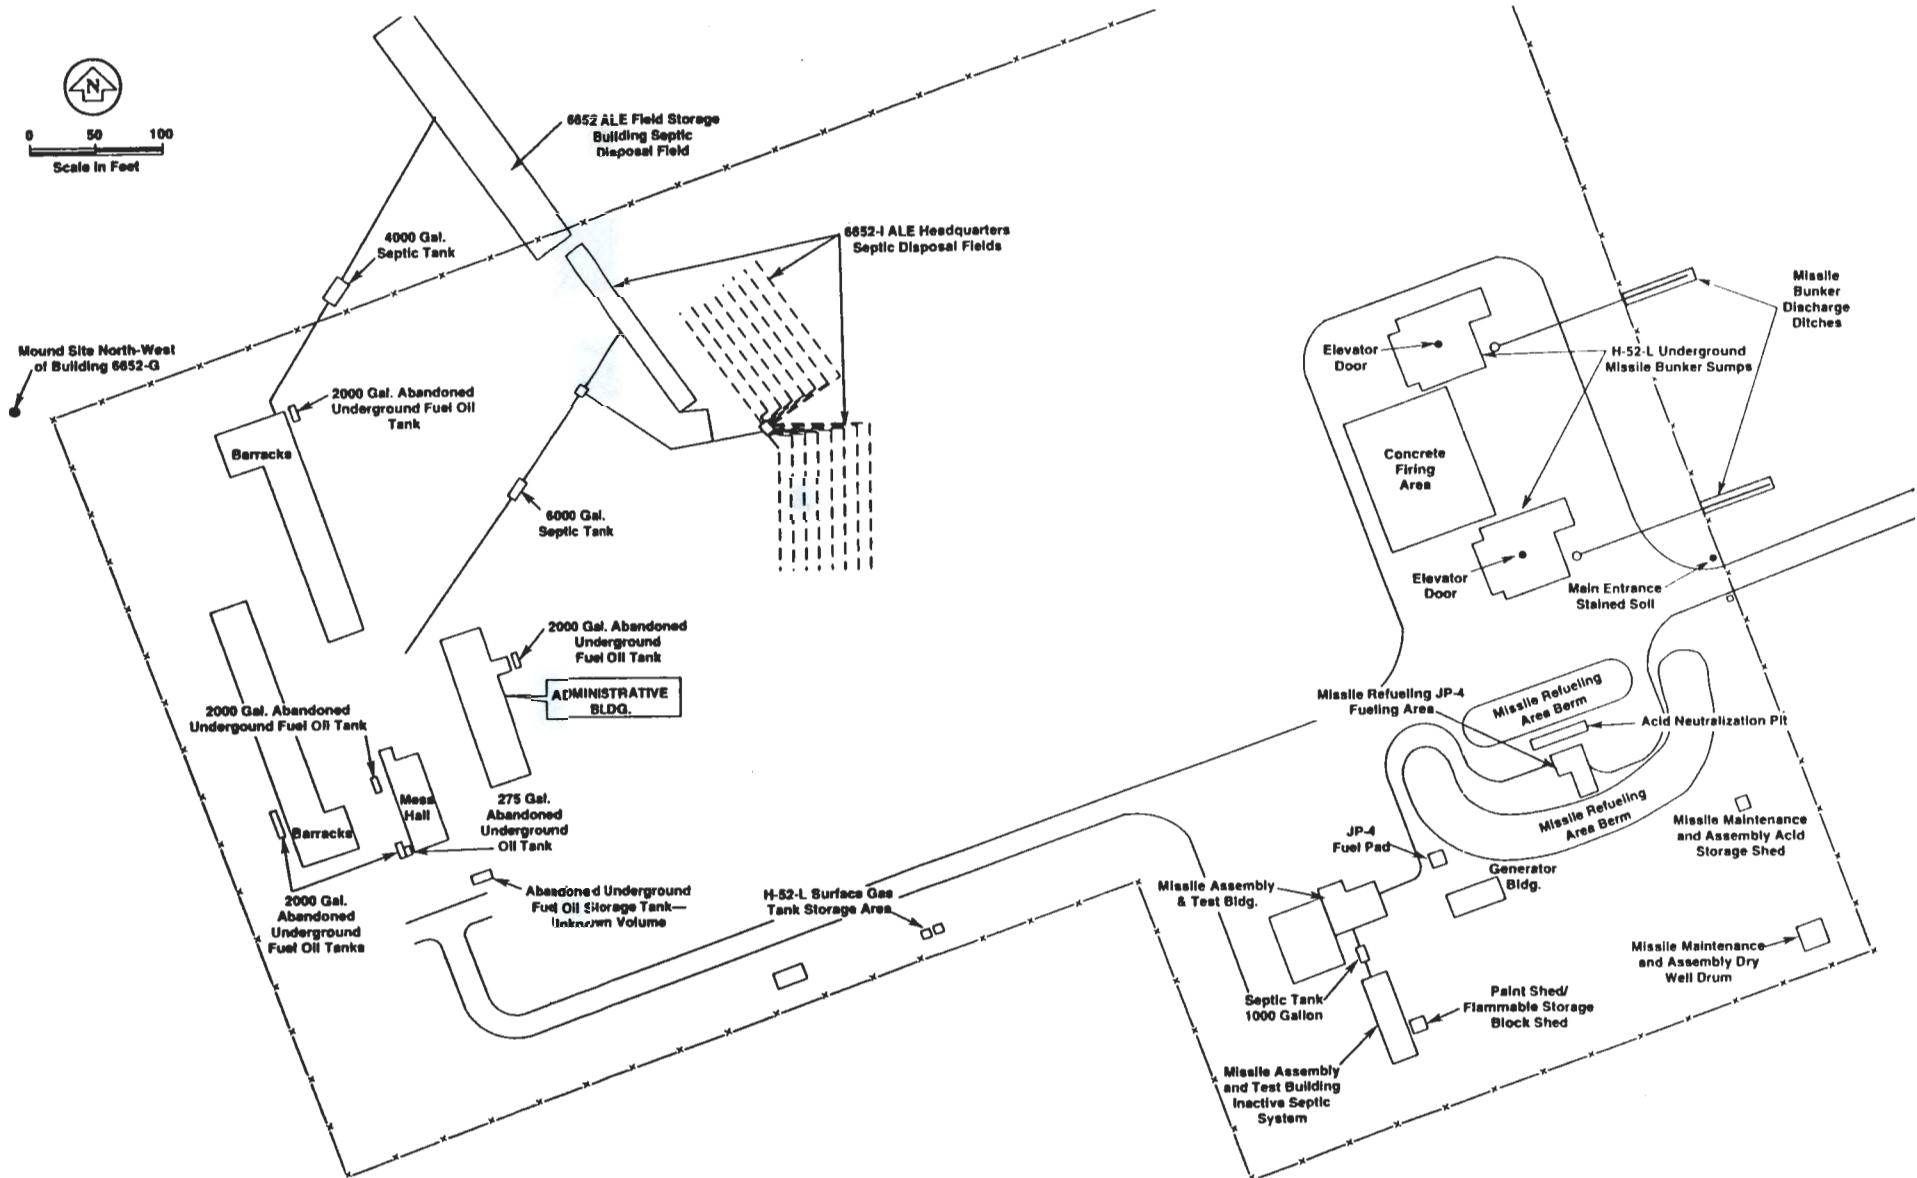 N
0 50 100
Scale in Feet
6652 ALE Field Storage
Building Septic
Disposal Field
4000 Gal.
Septic Tank
6652-I ALE Headquarters
Septic Disposal Fields
Mound Site North-West
of Building 6652-G
2000 Gal. Abandoned
Underground Fuel Oil
Tank
Barracks
6000 Gal.
Septic Tank
2000 Gal. Abandoned
Underground
Fuel Oil Tank
ADMINISTRATIVE
BLDG.
2000 Gal. Abandoned
Undergound Fuel Oil Tank
Mess
Hall
Barracks
275 Gal.
Abandoned
Underground
Oil Tank
2000 Gal.
Abandoned
Underground
Fuel Oil Tanks
Abandoned Underground
Fuel Oil Storage Tank—
Unknown Volume
H-52-L Surface Gas
Tank Storage Area
Missile
Bunker
Discharge
Ditches
Elevator
Door
H-52-L Underground
Missile Bunker Sumps
Concrete
Firing
Area
Elevator
Door
Main Entrance
Stained Soil
Missile Refueling JP-4
Fueling Area
Missile Refueling
Area Berm
Acid Neutralization Pit
Missile Refueling
Area Berm
Missile Maintenance
and Assembly Acid
Storage Shed
JP-4
Fuel Pad
Generator
Bldg.
Missile Assembly
& Test Bldg.
Missile Maintenance
and Assembly Dry
Well Drum
Septic Tank
1000 Gallon
Paint Shed/
Flammable Storage
Block Shed
Missile Assembly
and Test Building
Inactive Septic
System